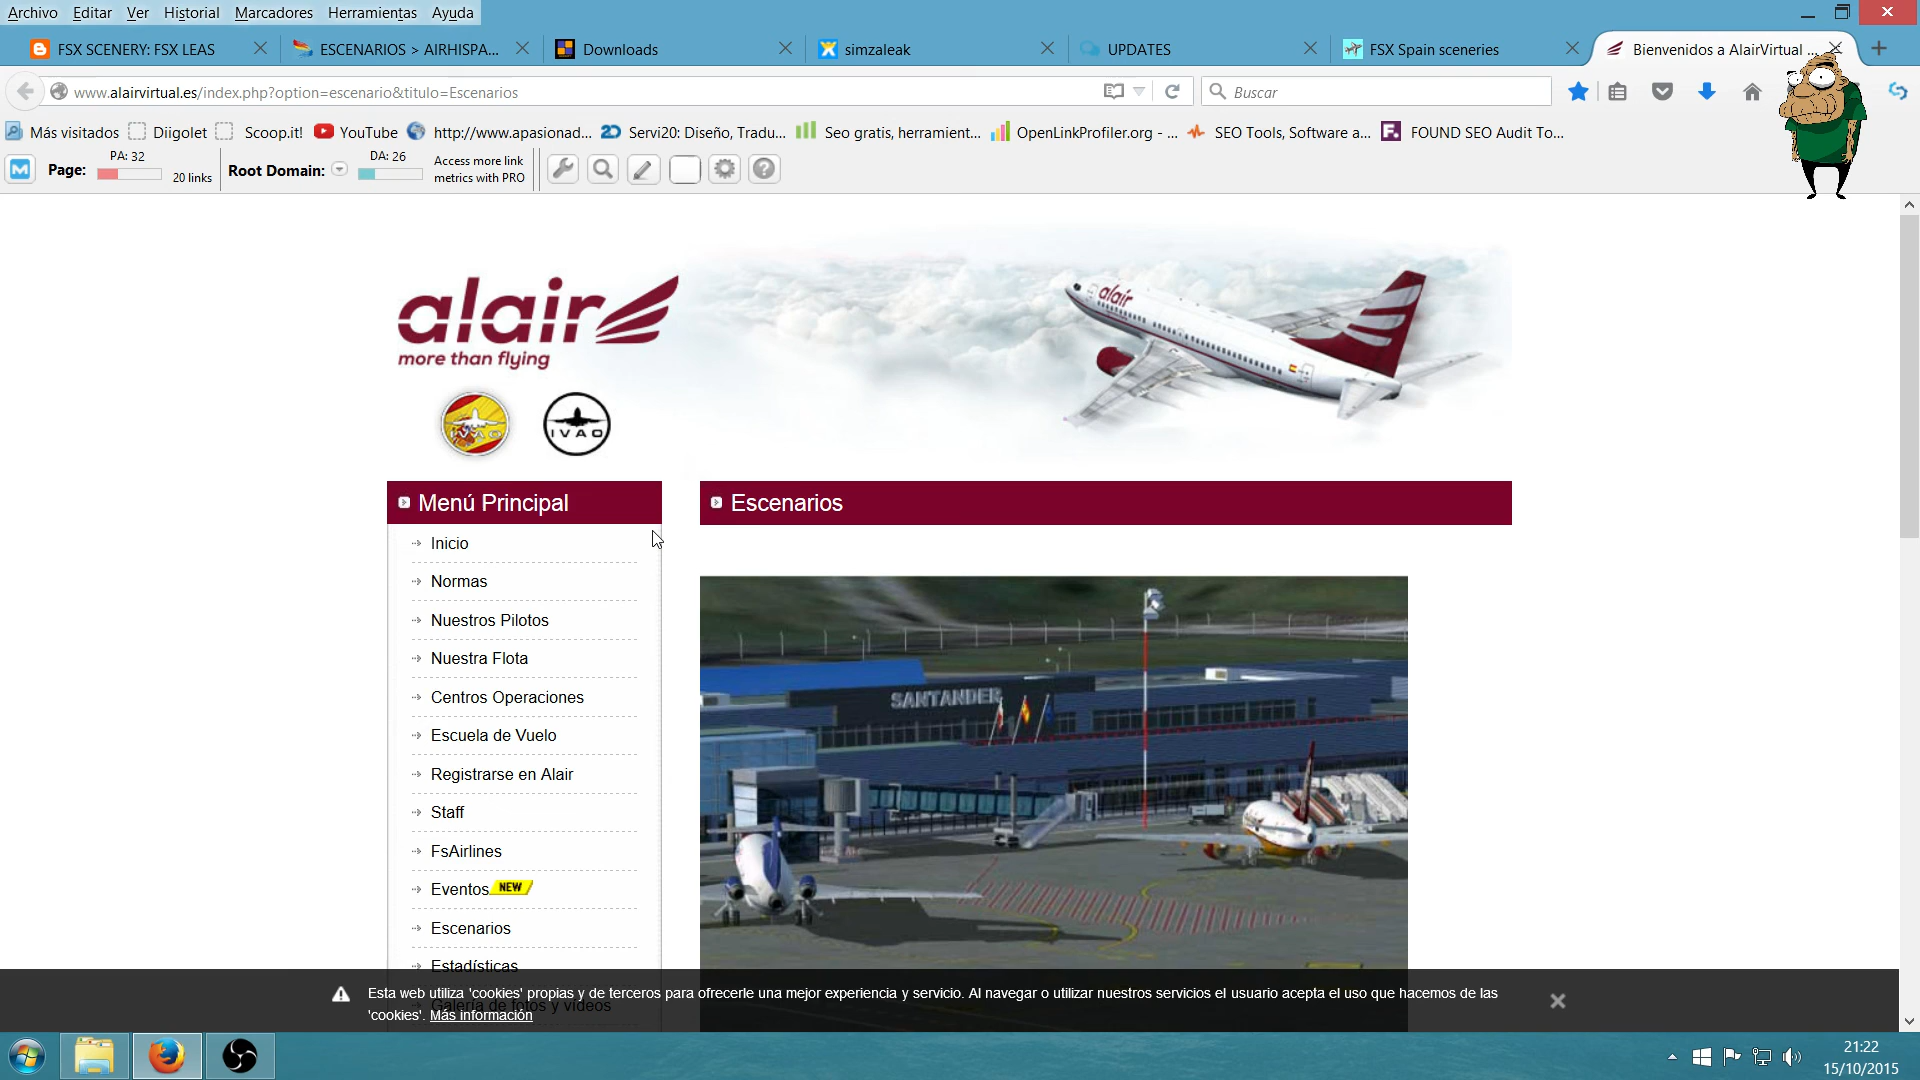 Archivo Editar Ver Historial Marcadores Herramientas Ayuda
FSX SCENERY: FSX LEAS
ESCENARIOS > AIRHISPA...
Downloads
simzaleak
UPDATES
FSX Spain sceneries
Bienvenidos a AlairVirtual ...
www.alairvirtual.es/index.php?option=escenario&titulo=Escenarios
Buscar
Más visitados
Diigolet
Scoop.it!
YouTube
http://www.apasionad...
Servi20: Diseño, Tradu...
Seo gratis, herramient...
OpenLinkProfiler.org - ...
SEO Tools, Software a...
FOUND SEO Audit To...
Page:
PA: 32
20 links
Root Domain:
DA: 26
Access more link
metrics with PRO
alair
more than flying
alair
IVAO
IVAO
Menú Principal
Inicio
Normas
Nuestros Pilotos
Nuestra Flota
Centros Operaciones
Escuela de Vuelo
Registrarse en Alair
Staff
FsAirlines
Eventos NEW
Escenarios
Estadísticas
Galería de fotos y vídeos
Escenarios
SANTANDER
Esta web utiliza 'cookies' propias y de terceros para ofrecerle una mejor experiencia y servicio. Al navegar o utilizar nuestros servicios el usuario acepta el uso que hacemos de las
'cookies'. Más información
21:22
15/10/2015